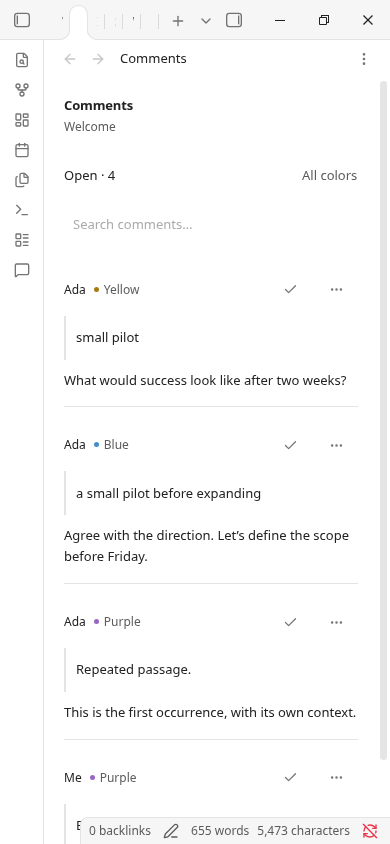 Comments
Comments
Welcome
Open · 4
All colors
Search comments...
Ada
Yellow
small pilot
What would success look like after two weeks?
Ada
Blue
a small pilot before expanding
Agree with the direction. Let's define the scope
before Friday.
Ada
Purple
Repeated passage.
This is the first occurrence, with its own context.
Me
Purple
0 backlinks
655 words
5,473 characters